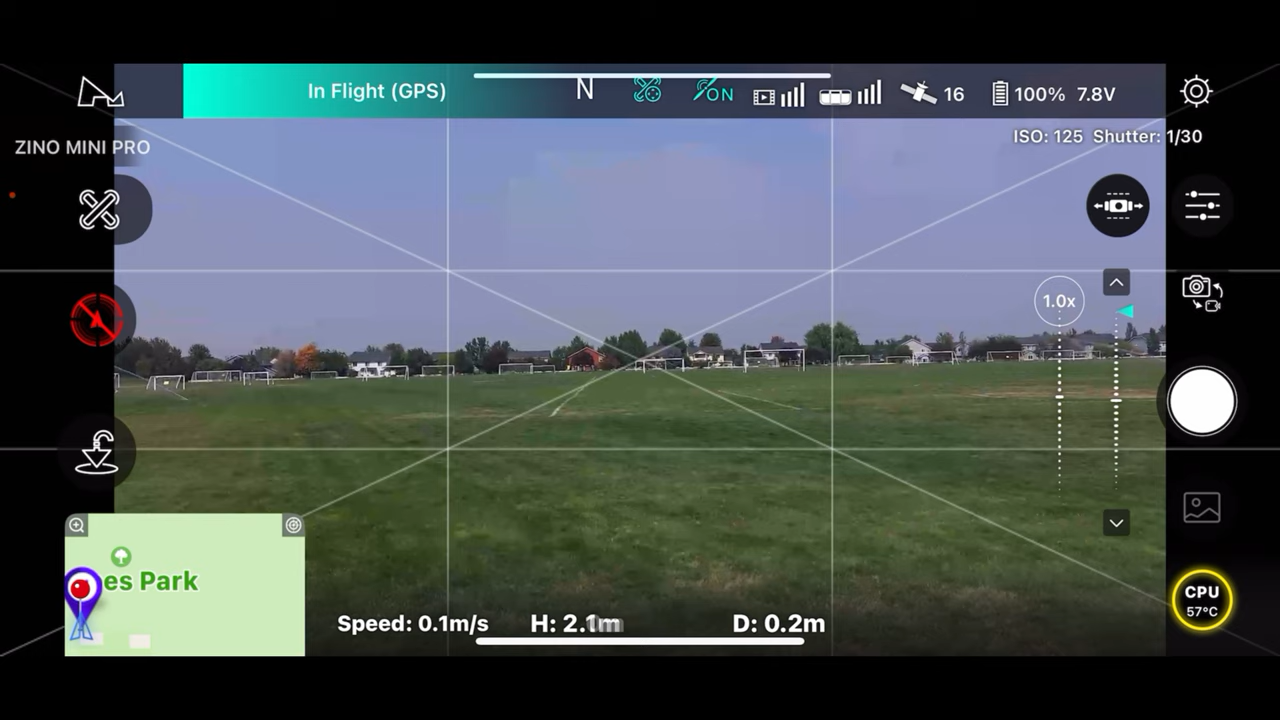 In Flight (GPS)
N
ON
16
100% 7.8V
ZINO MINI PRO
ISO: 125 Shutter: 1/30
1.0x
es Park
CPU
57°C
Speed: 0.1m/s
H: 2.1m
D: 0.2m